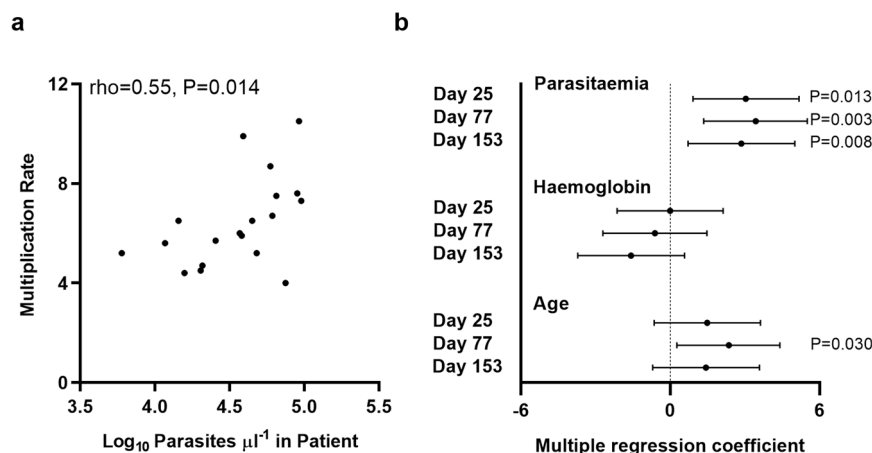 a
rho=0.55, P=0.014
12
8
4
0
Multiplication Rate
3.5 4.0 4.5 5.0 5.5
Log₁₀ Parasites μl⁻¹ in Patient
b
Parasitaemia
Day 25 P=0.013
Day 77 P=0.003
Day 153 P=0.008
Haemoglobin
Day 25
Day 77
Day 153
Age
Day 25
Day 77 P=0.030
Day 153
-6 0 6
Multiple regression coefficient